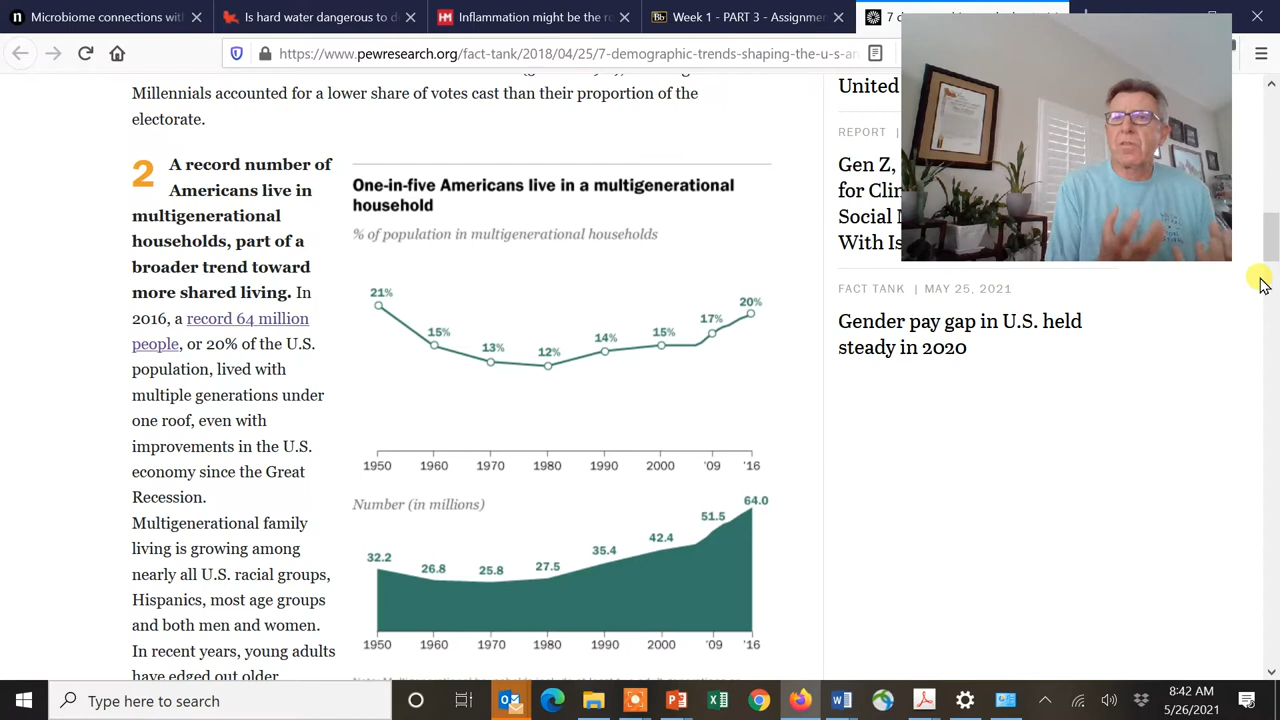 Microbiome connections wit
Is hard water dangerous to d
Inflammation might be the ro
Week 1 - PART 3 - Assignmen
https://www.pewresearch.org/fact-tank/2018/04/25/7-demographic-trends-shaping-the-u-s-an
Millennials accounted for a lower share of votes cast than their proportion of the
electorate.
2 A record number of
Americans live in
multigenerational
households, part of a
broader trend toward
more shared living. In
2016, a record 64 million
people, or 20% of the U.S.
population, lived with
multiple generations under
one roof, even with
improvements in the U.S.
economy since the Great
Recession.
Multigenerational family
living is growing among
nearly all U.S. racial groups,
Hispanics, most age groups
and both men and women.
In recent years, young adults
have edged out older
One-in-five Americans live in a multigenerational
household
% of population in multigenerational households
21%
15%
13%
12%
14%
15%
17%
20%
1950 1960 1970 1980 1990 2000 '09 '16
Number (in millions)
32.2
26.8
25.8
27.5
35.4
42.4
51.5
64.0
1950 1960 1970 1980 1990 2000 '09 '16
United
REPORT |
Gen Z,
for Clim
Social M
With Is
FACT TANK | MAY 25, 2021
Gender pay gap in U.S. held
steady in 2020
Type here to search
8:42 AM
5/26/2021